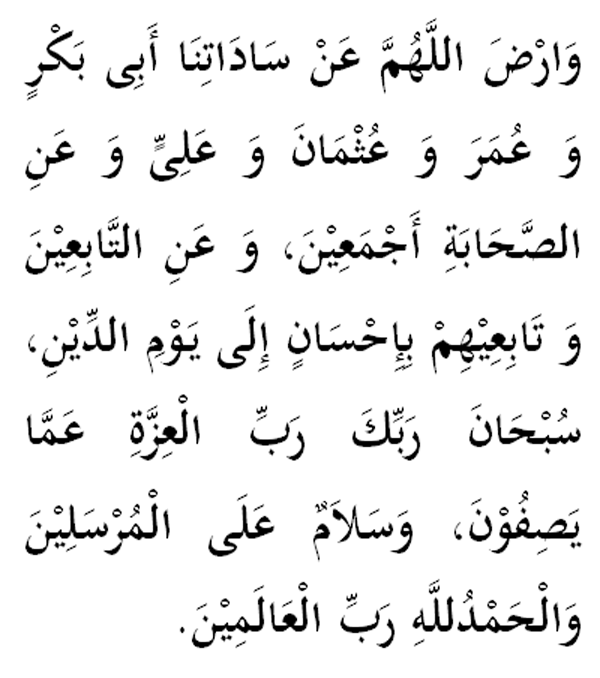 وَارْضَ اللَّهُمَّ عَنْ سَادَاتِنَا أَبِى بَكْرٍ
وَ عُمَرَ وَ عُثْمَانَ وَ عَلِىٍّ وَ عَنِ
الصَّحَابَةِ أَجْمَعِيْنَ، وَ عَنِ التَّابِعِيْنَ
وَ تَابِعِيْهِمْ بِإِحْسَانٍ إِلَى يَوْمِ الدِّيْنِ،
سُبْحَانَ رَبِّكَ رَبِّ الْعِزَّةِ عَمَّا
يَصِفُوْنَ، وَسَلاَمٌ عَلَى الْمُرْسَلِيْنَ
وَالْحَمْدُللَّهِ رَبِّ الْعَالَمِيْنَ.